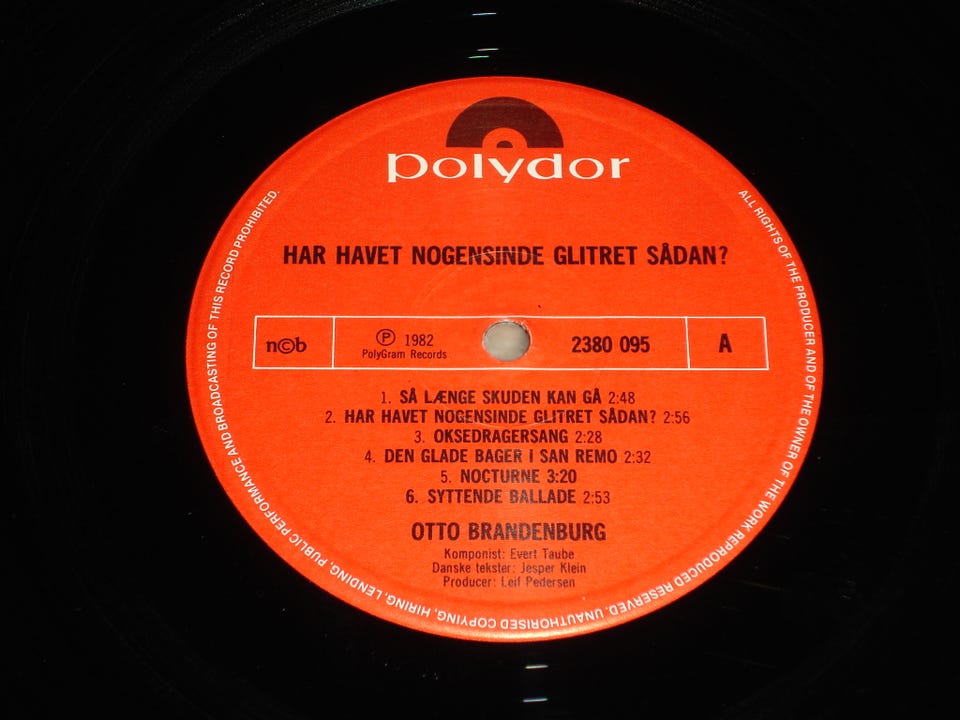 polydor
HAR HAVET NOGENSINDE GLITRET SÅDAN?
n©b
Ⓟ 1982
PolyGram Records
2380 095
A
1. SÅ LÆNGE SKUDEN KAN GÅ 2:48
2. HAR HAVET NOGENSINDE GLITRET SÅDAN? 2:56
3. OKSEDRAGERSANG 2:28
4. DEN GLADE BAGER I SAN REMO 2:32
5. NOCTURNE 3:20
6. SYTTENDE BALLADE 2:53
OTTO BRANDENBURG
Komponist: Evert Taube
Danske tekster: Jesper Klein
Producer: Leif Pedersen
ALL RIGHTS OF THE PRODUCER AND OF THE OWNER OF THE WORK REPRODUCED RESERVED. UNAUTHORISED COPYING, HIRING, LENDING, PUBLIC PERFORMANCE AND BROADCASTING OF THIS RECORD PROHIBITED.